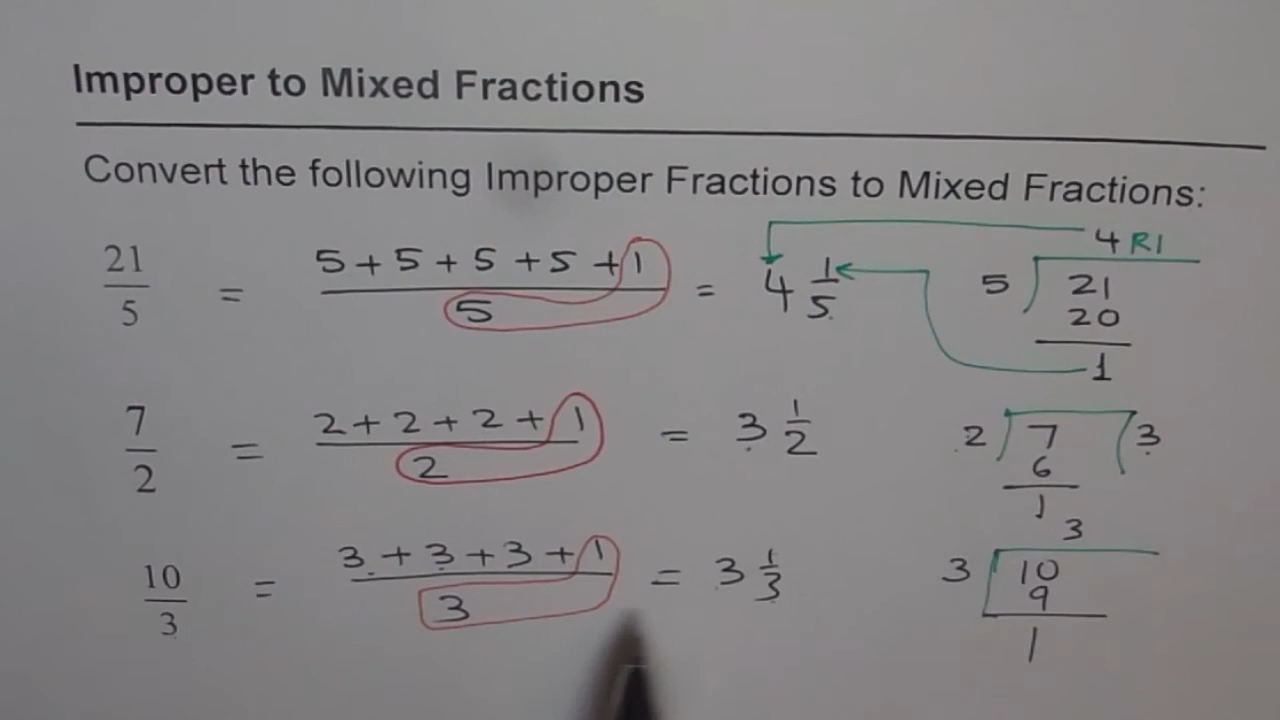 Improper to Mixed Fractions
Convert the following Improper Fractions to Mixed Fractions:
21/5 = (5 + 5 + 5 + 5 + 1)/5 = 4 1/5
4 R1
5 ) 21
20
1
7/2 = (2 + 2 + 2 + 1)/2 = 3 1/2
2 ) 7 ( 3
6
1
10/3 = (3 + 3 + 3 + 1)/3 = 3 1/3
3
3 ) 10
9
1